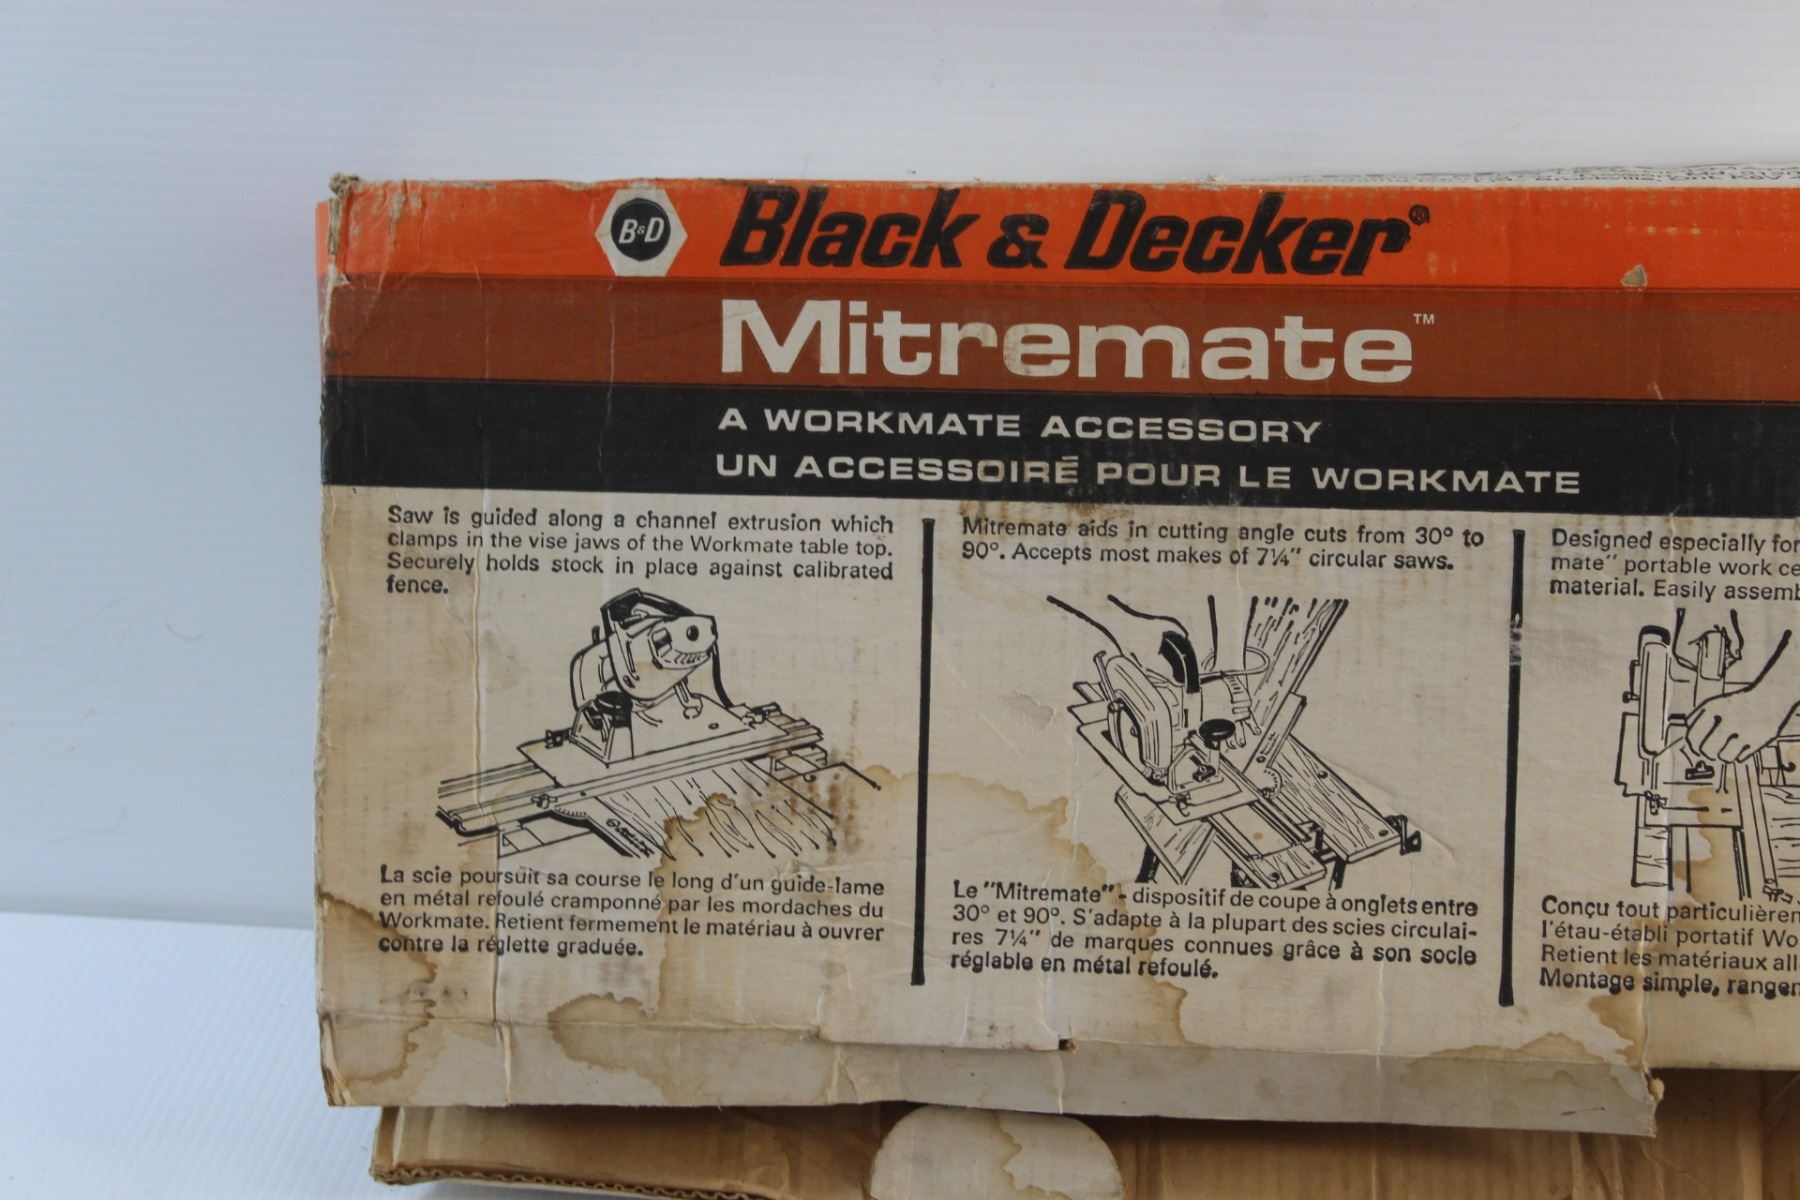 B&D
Black & Decker®
Mitremate™
A WORKMATE ACCESSORY
UN ACCESSOIRÉ POUR LE WORKMATE
Saw is guided along a channel extrusion which
clamps in the vise jaws of the Workmate table top.
Securely holds stock in place against calibrated
fence.
La scie poursuit sa course le long d'un guide-lame
en métal refoulé cramponné par les mordaches du
Workmate. Retient fermement le matériau à ouvrer
contre la réglette graduée.
Mitremate aids in cutting angle cuts from 30° to
90°. Accepts most makes of 7¼" circular saws.
Le "Mitremate" - dispositif de coupe à onglets entre
30° et 90°. S'adapte à la plupart des scies circulai-
res 7¼" de marques connues grâce à son socle
réglable en métal refoulé.
Designed especially for
mate" portable work ce
material. Easily assemb
Conçu tout particulièren
l'étau-établi portatif Wo
Retient les matériaux all
Montage simple, rangen